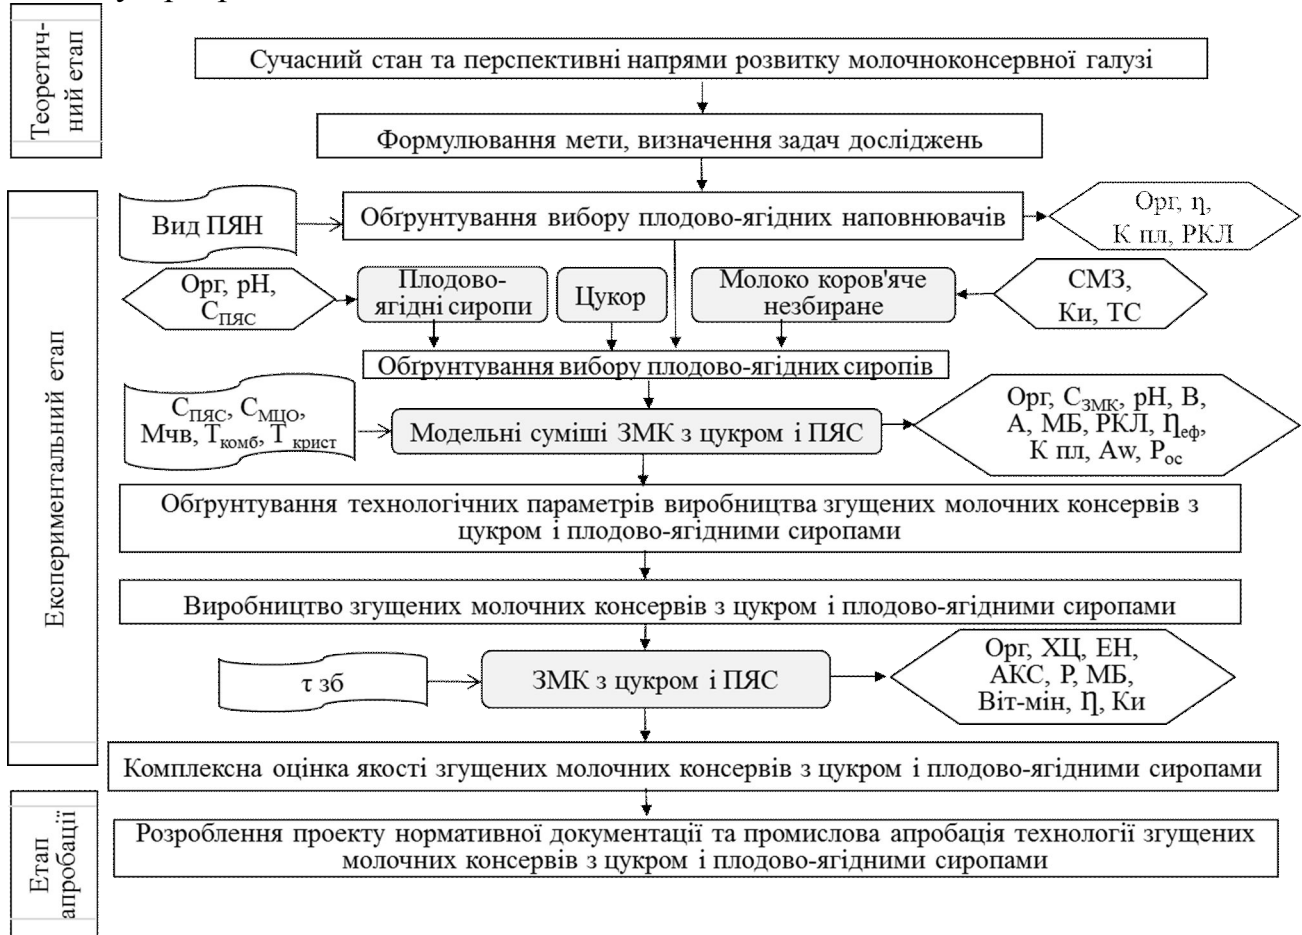 Теоретич-
ний етап
Сучасний стан та перспективні напрями розвитку молочноконсервної галузі
Формулювання мети, визначення задач досліджень
Експериментальний етап
Вид ПЯН
Обґрунтування вибору плодово-ягідних наповнювачів
Орг, η,
К пл, РКЛ
Орг, рН,
СПЯС
Плодово-
ягідні сиропи
Цукор
Молоко коров'яче
незбиране
СМЗ,
Ки, ТС
Обґрунтування вибору плодово-ягідних сиропів
СПЯС, СМЦО,
Мчв, Ткомб, Т крист
Модельні суміші ЗМК з цукром і ПЯС
Орг, СЗМК, рН, В,
А, МБ, РКЛ, Ƞеф,
К пл, Aw, Рос
Обґрунтування технологічних параметрів виробництва згущених молочних консервів з
цукром і плодово-ягідними сиропами
Виробництво згущених молочних консервів з цукром і плодово-ягідними сиропами
τ зб
ЗМК з цукром і ПЯС
Орг, ХЦ, ЕН,
АКС, Р, МБ,
Віт-мін, Ƞ, Ки
Комплексна оцінка якості згущених молочних консервів з цукром і плодово-ягідними сиропами
Етап
апробації
Розроблення проекту нормативної документації та промислова апробація технології згущених
молочних консервів з цукром і плодово-ягідними сиропами